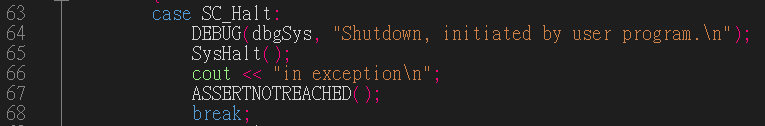 63 case SC_Halt:
64 DEBUG(dbgSys, "Shutdown, initiated by user program.\n");
65 SysHalt();
66 cout << "in exception\n";
67 ASSERTNOTREACHED();
68 break;